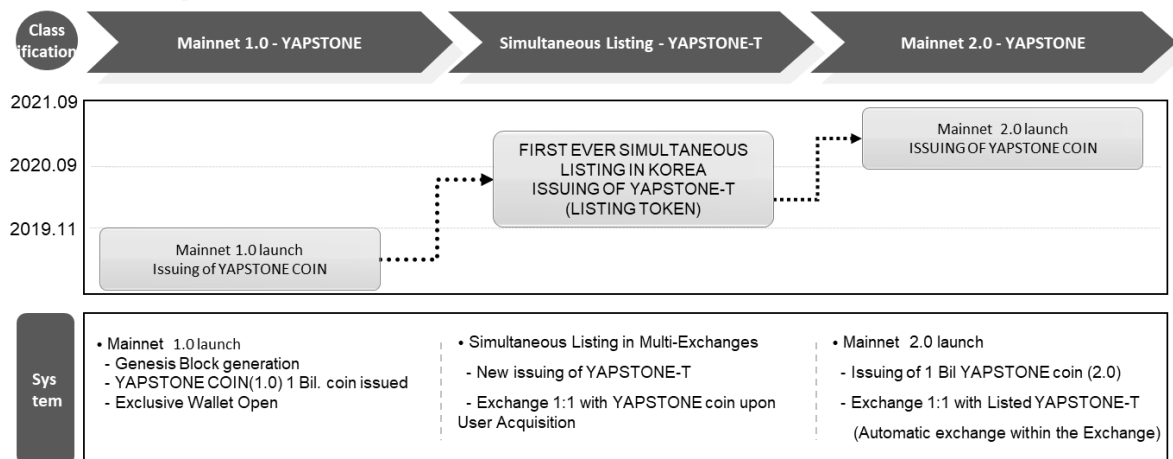 Class
ification
Mainnet 1.0 - YAPSTONE
Simultaneous Listing - YAPSTONE-T
Mainnet 2.0 - YAPSTONE
2021.09
2020.09
2019.11
Mainnet 1.0 launch
Issuing of YAPSTONE COIN
FIRST EVER SIMULTANEOUS
LISTING IN KOREA
ISSUING OF YAPSTONE-T
(LISTING TOKEN)
Mainnet 2.0 launch
ISSUING OF YAPSTONE COIN
Sys
tem
• Mainnet 1.0 launch
- Genesis Block generation
- YAPSTONE COIN(1.0) 1 Bil. coin issued
- Exclusive Wallet Open
• Simultaneous Listing in Multi-Exchanges
- New issuing of YAPSTONE-T
- Exchange 1:1 with YAPSTONE coin upon
User Acquisition
• Mainnet 2.0 launch
- Issuing of 1 Bil YAPSTONE coin (2.0)
- Exchange 1:1 with Listed YAPSTONE-T
(Automatic exchange within the Exchange)